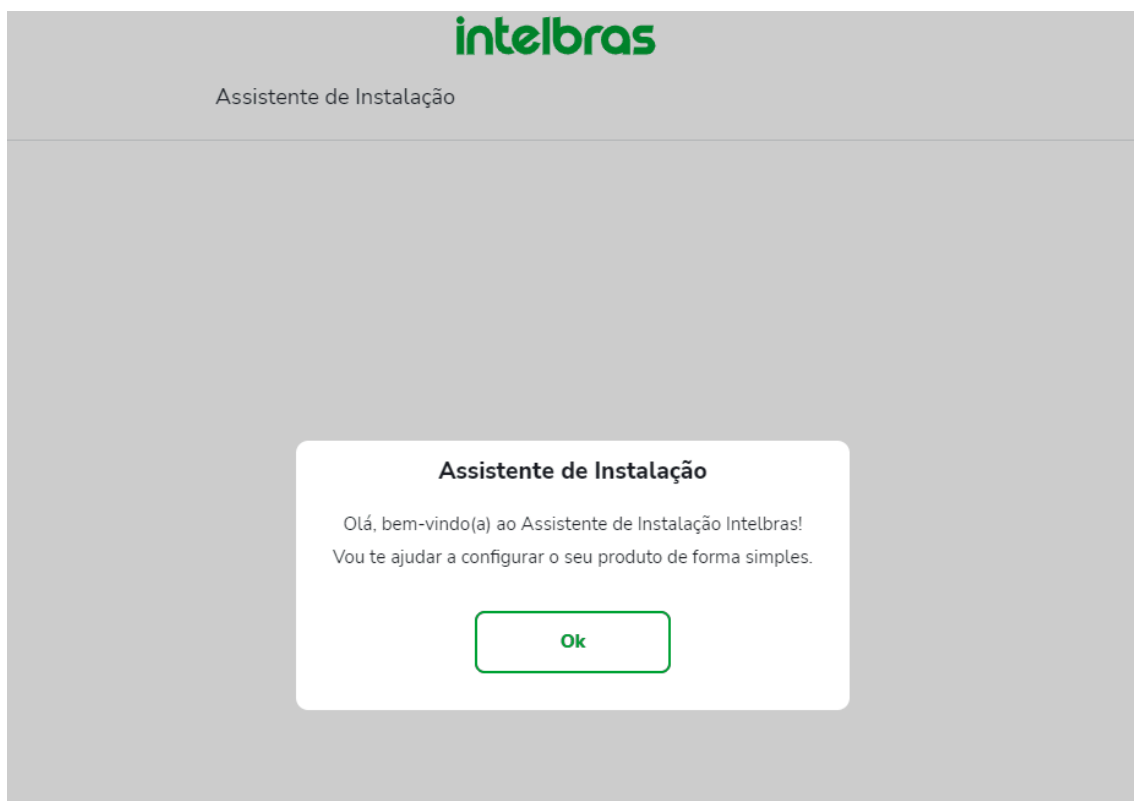 intelbras
Assistente de Instalação
Assistente de Instalação
Olá, bem-vindo(a) ao Assistente de Instalação Intelbras!
Vou te ajudar a configurar o seu produto de forma simples.
Ok